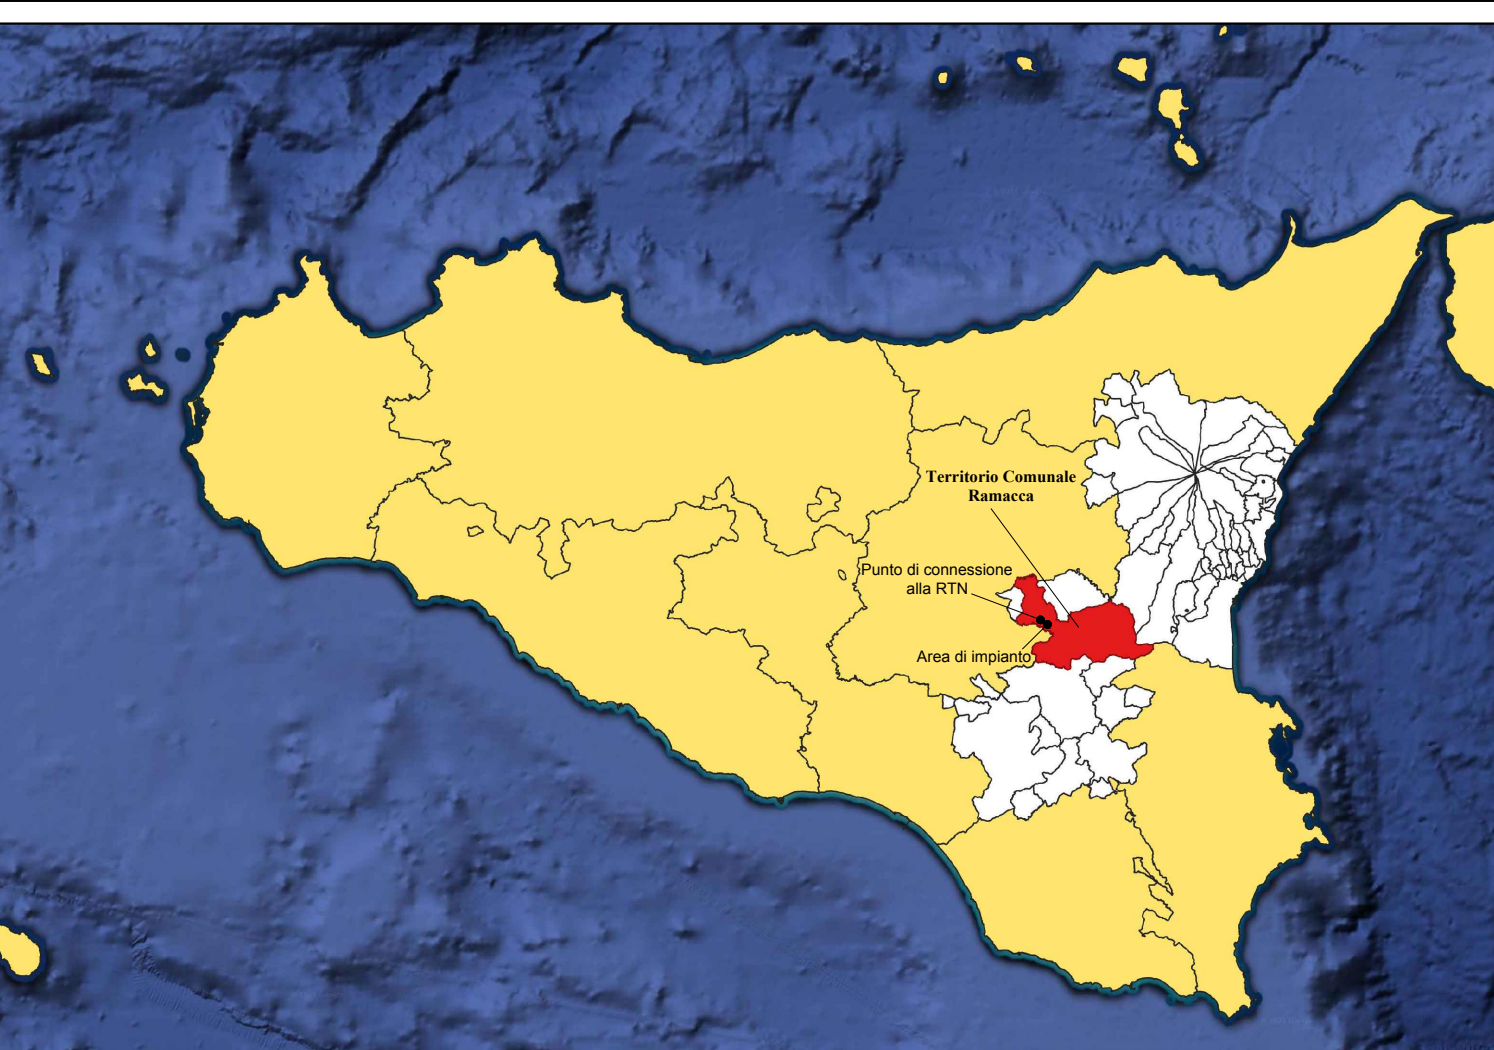 Territorio Comunale
Ramacca
Punto di connessione
alla RTN
Area di impianto